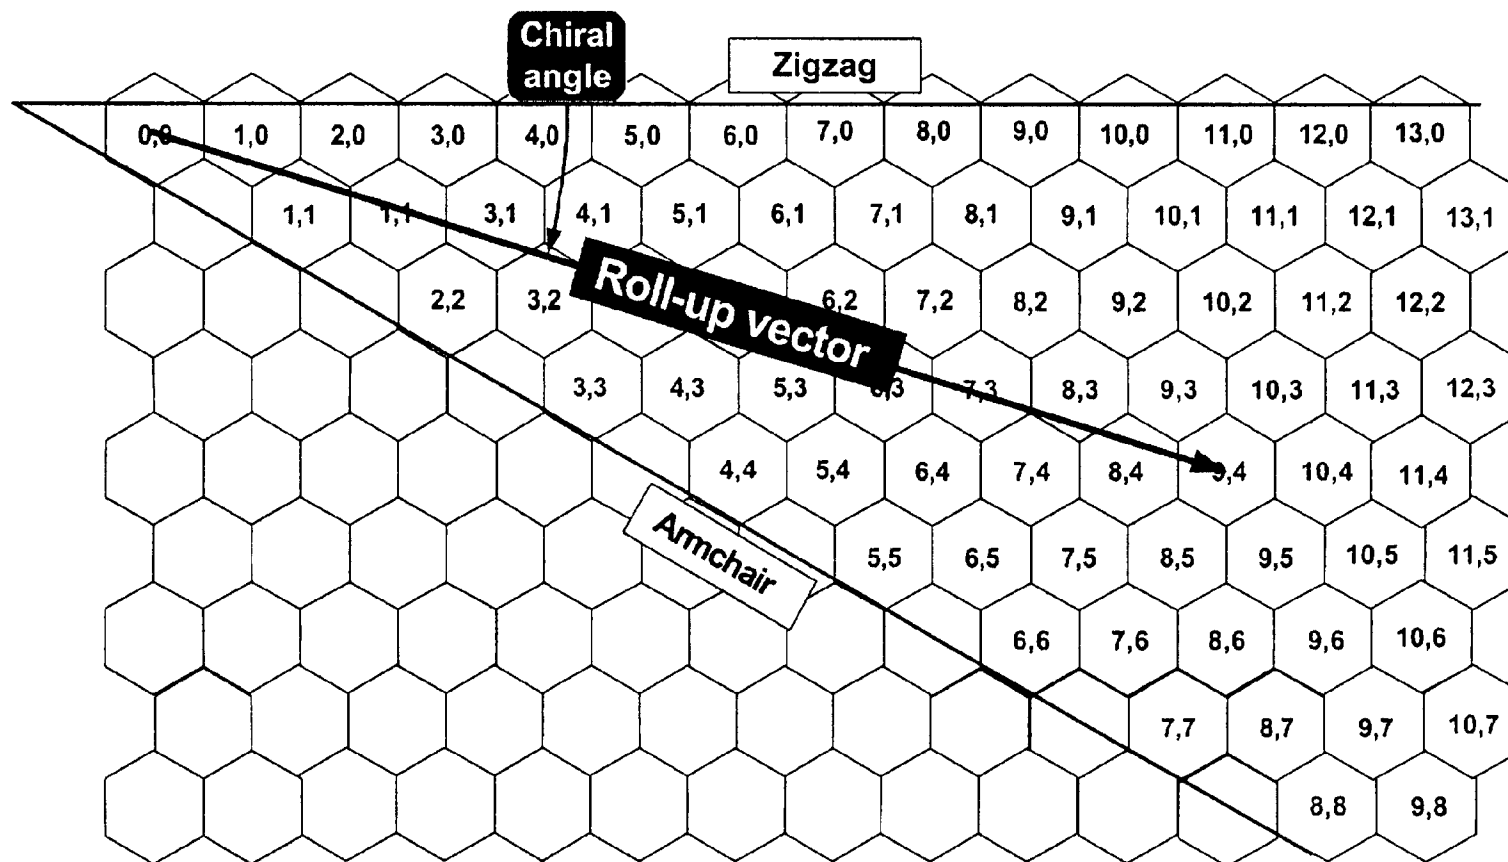 Chiral
angle
Zigzag
0,0 1,0 2,0 3,0 4,0 5,0 6,0 7,0 8,0 9,0 10,0 11,0 12,0 13,0
1,1 1,1 3,1 4,1 5,1 6,1 7,1 8,1 9,1 10,1 11,1 12,1 13,1
2,2 3,2 6,2 7,2 8,2 9,2 10,2 11,2 12,2
Roll-up vector
3,3 4,3 5,3 6,3 7,3 8,3 9,3 10,3 11,3 12,3
4,4 5,4 6,4 7,4 8,4 9,4 10,4 11,4
Armchair
5,5 6,5 7,5 8,5 9,5 10,5 11,5
6,6 7,6 8,6 9,6 10,6
7,7 8,7 9,7 10,7
8,8 9,8